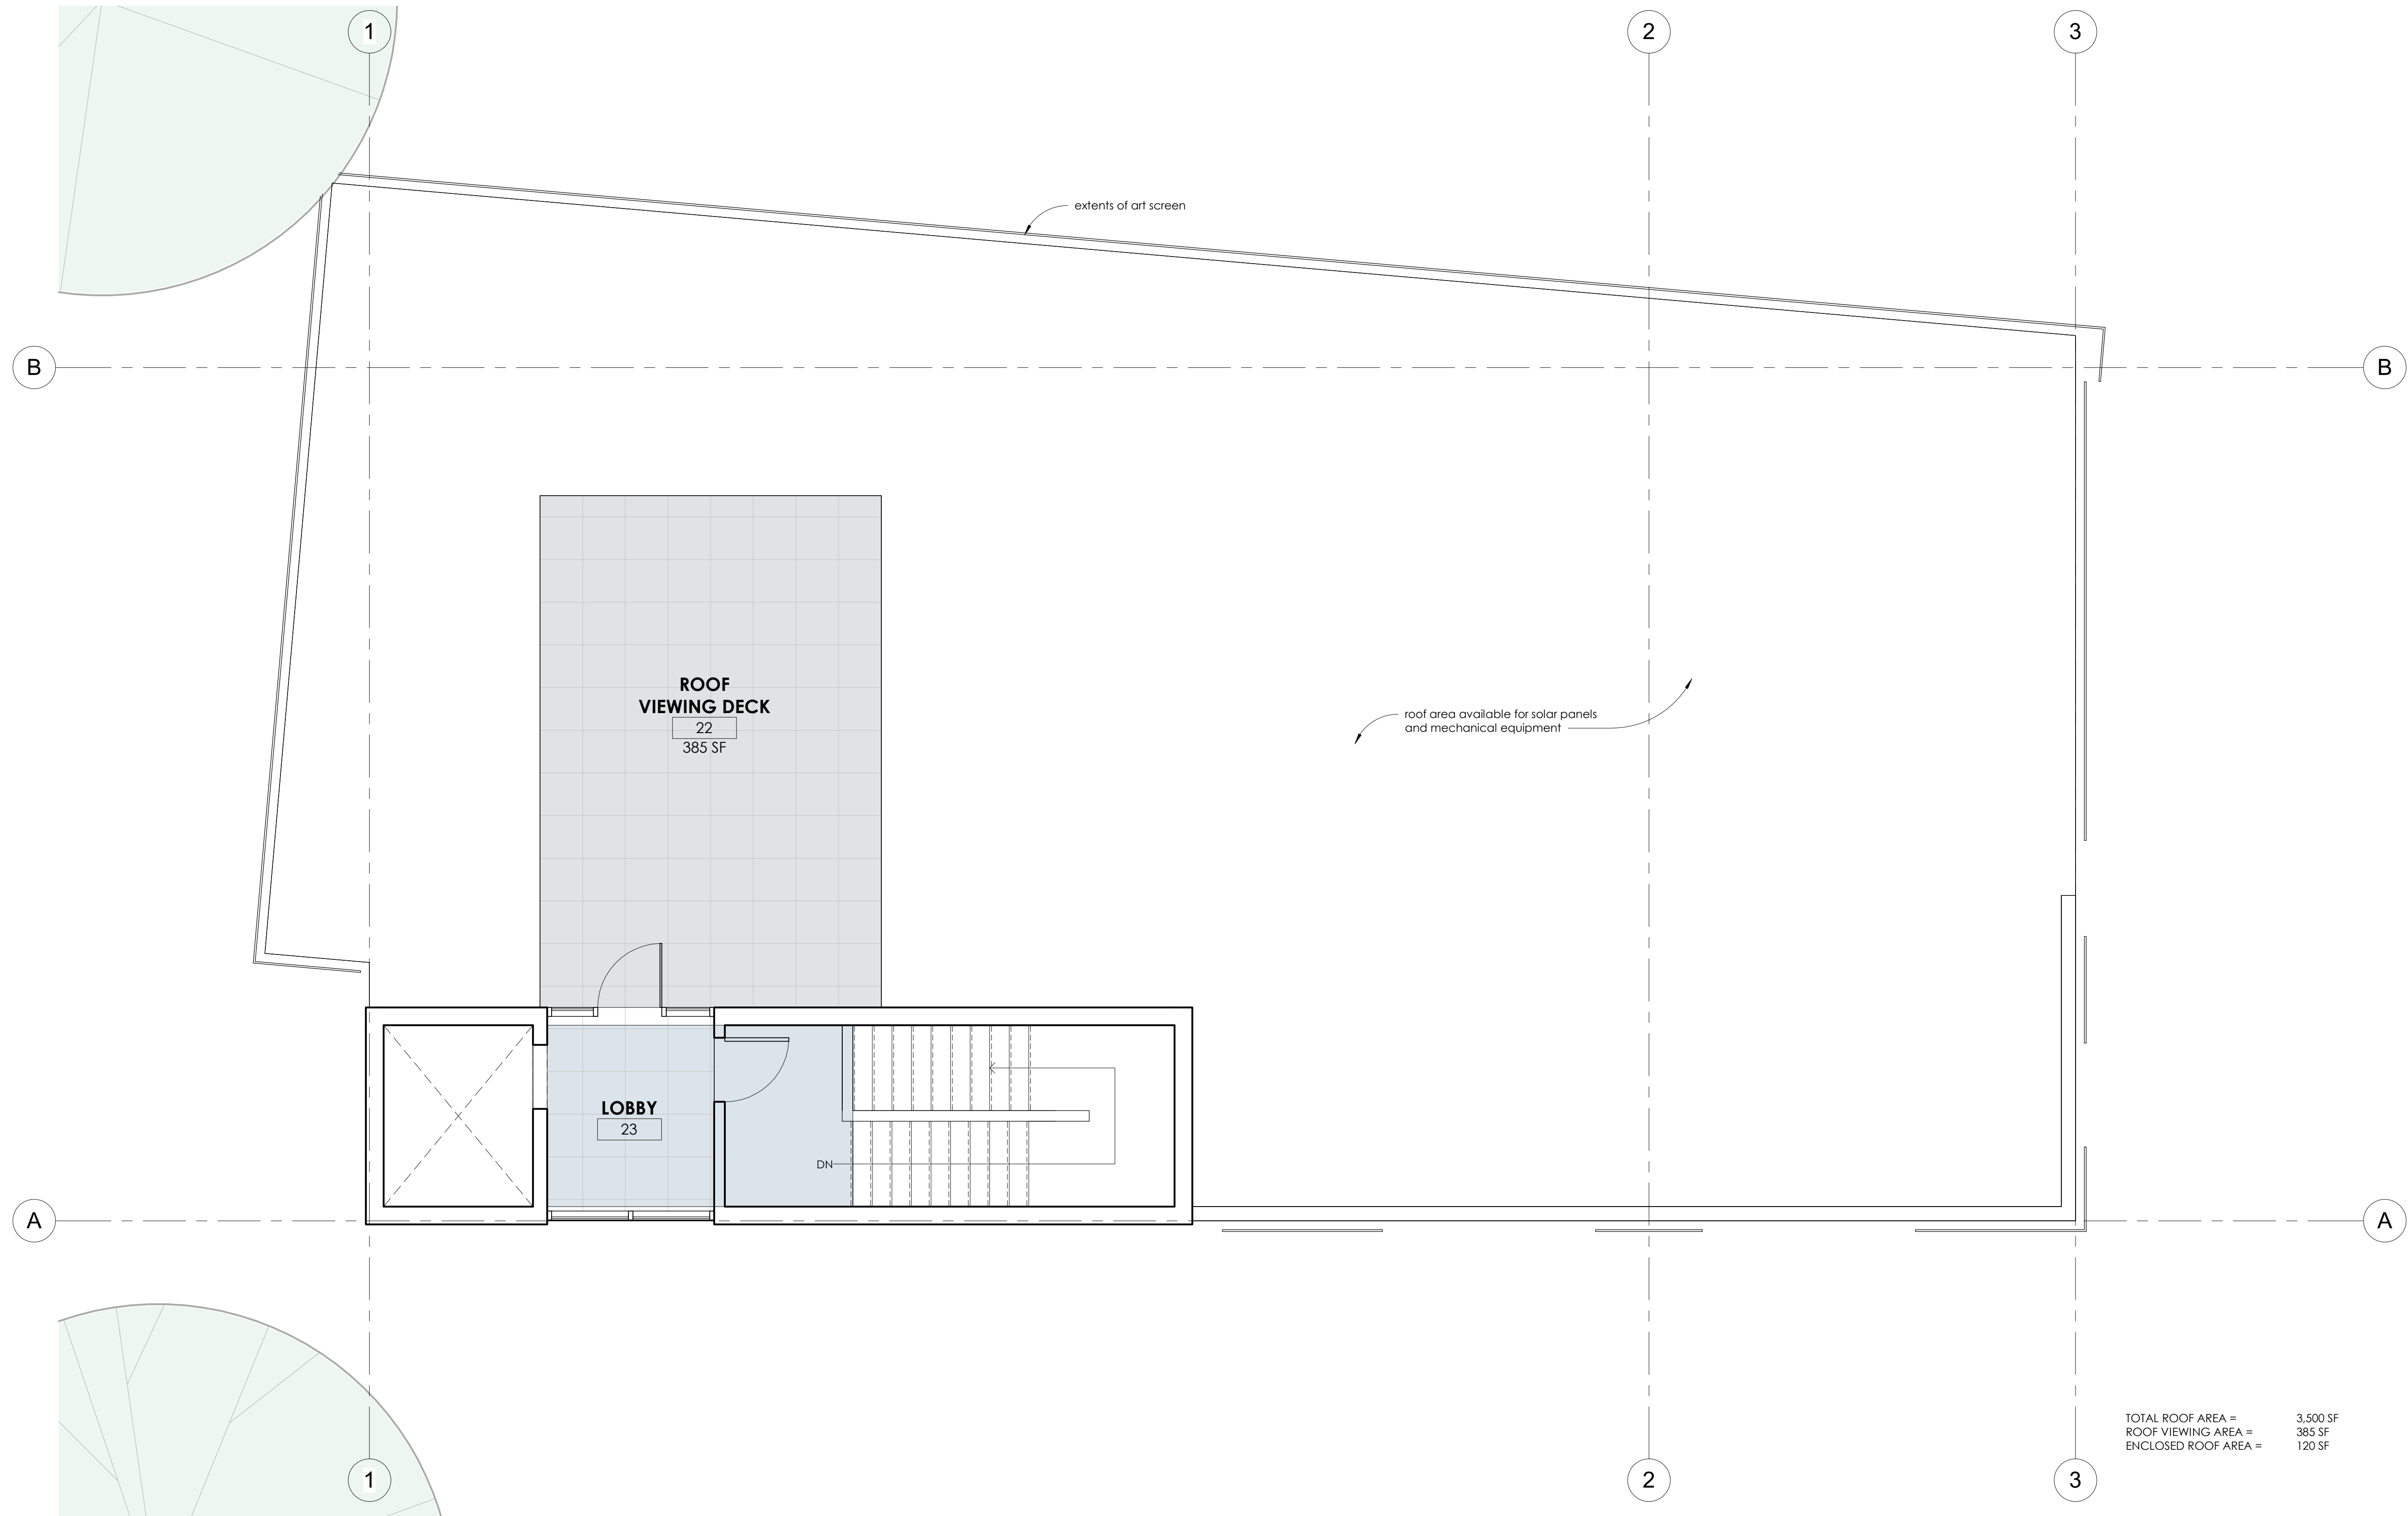 1
2
3
extents of art screen
B
B
ROOF
VIEWING DECK
22
385 SF
roof area available for solar panels
and mechanical equipment
LOBBY
23
DN
A
A
TOTAL ROOF AREA = 3,500 SF
ROOF VIEWING AREA = 385 SF
ENCLOSED ROOF AREA = 120 SF
1
2
3